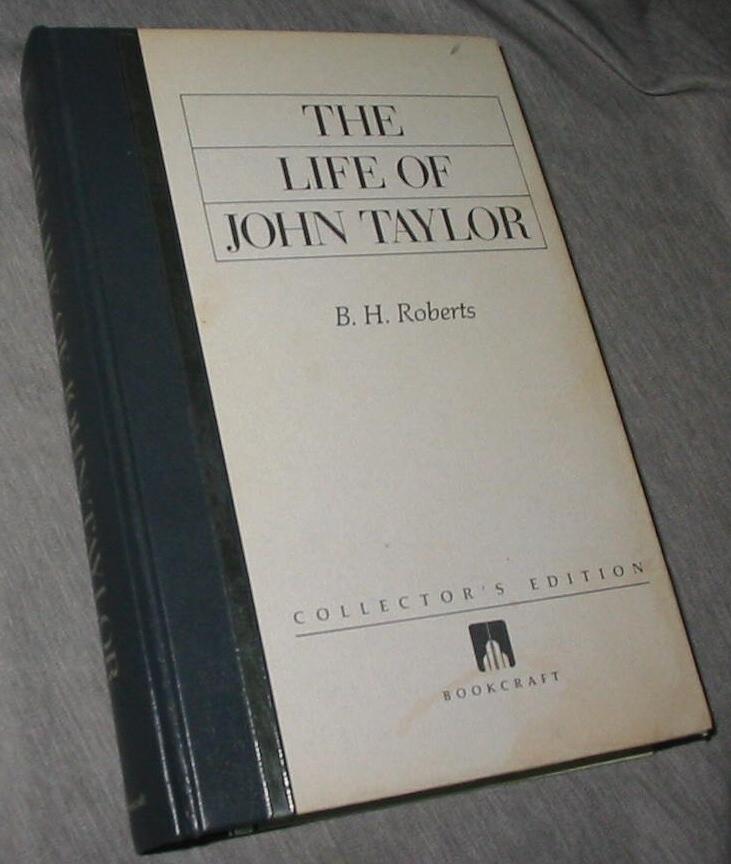 THE
LIFE OF
JOHN TAYLOR
B. H. Roberts
COLLECTOR'S EDITION
BOOKCRAFT